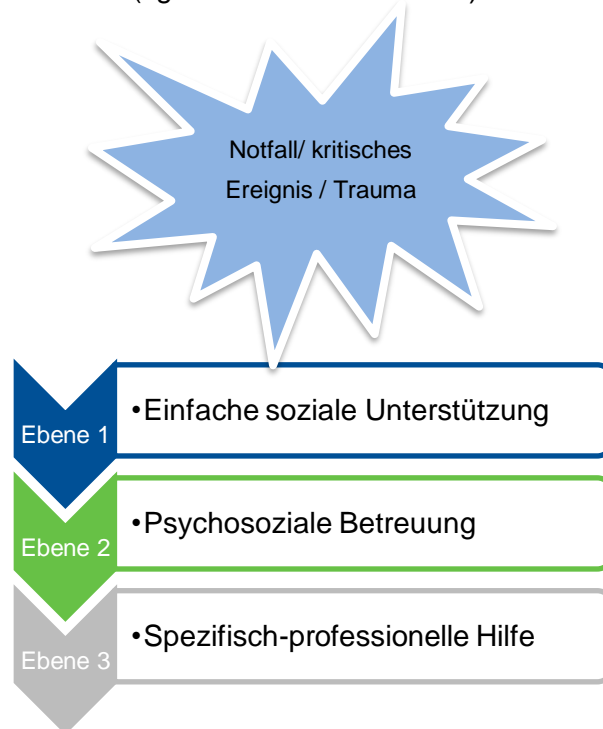 Notfall/ kritisches
Ereignis / Trauma
Ebene 1
•Einfache soziale Unterstützung
Ebene 2
•Psychosoziale Betreuung
Ebene 3
•Spezifisch-professionelle Hilfe